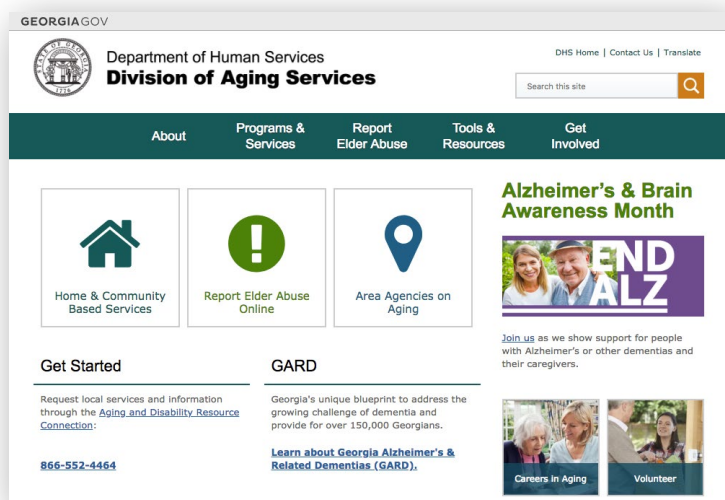 GEORGIAGOV
STATE OF GEORGIA
1776
Department of Human Services
Division of Aging Services
DHS Home | Contact Us | Translate
Search this site
About
Programs &
Services
Report
Elder Abuse
Tools &
Resources
Get
Involved
Home & Community
Based Services
Report Elder Abuse
Online
Area Agencies on
Aging
Get Started
Request local services and information
through the Aging and Disability Resource
Connection:
866-552-4464
GARD
Georgia's unique blueprint to address the
growing challenge of dementia and
provide for over 150,000 Georgians.
Learn about Georgia Alzheimer's &
Related Dementias (GARD).
Alzheimer's & Brain
Awareness Month
END
ALZ
Join us as we show support for people
with Alzheimer's or other dementias and
their caregivers.
Careers in Aging
Volunteer